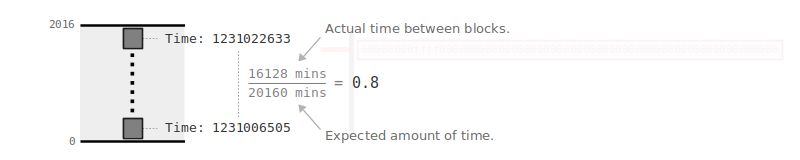 2016
Actual time between blocks.
Time: 1231022633
16128 mins
20160 mins
= 0.8
Time: 1231006505
0
Expected amount of time.